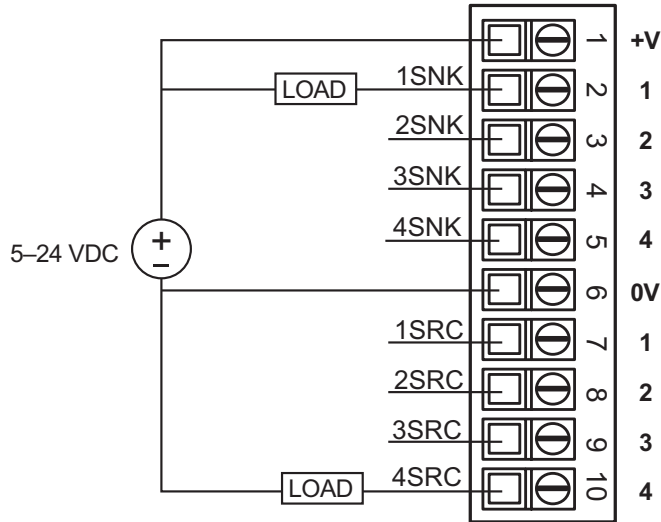 1 +V
LOAD 1SNK 2 1
2SNK 3 2
3SNK 4 3
4SNK 5 4
5–24 VDC + –
6 0V
1SRC 7 1
2SRC 8 2
3SRC 9 3
LOAD 4SRC 10 4